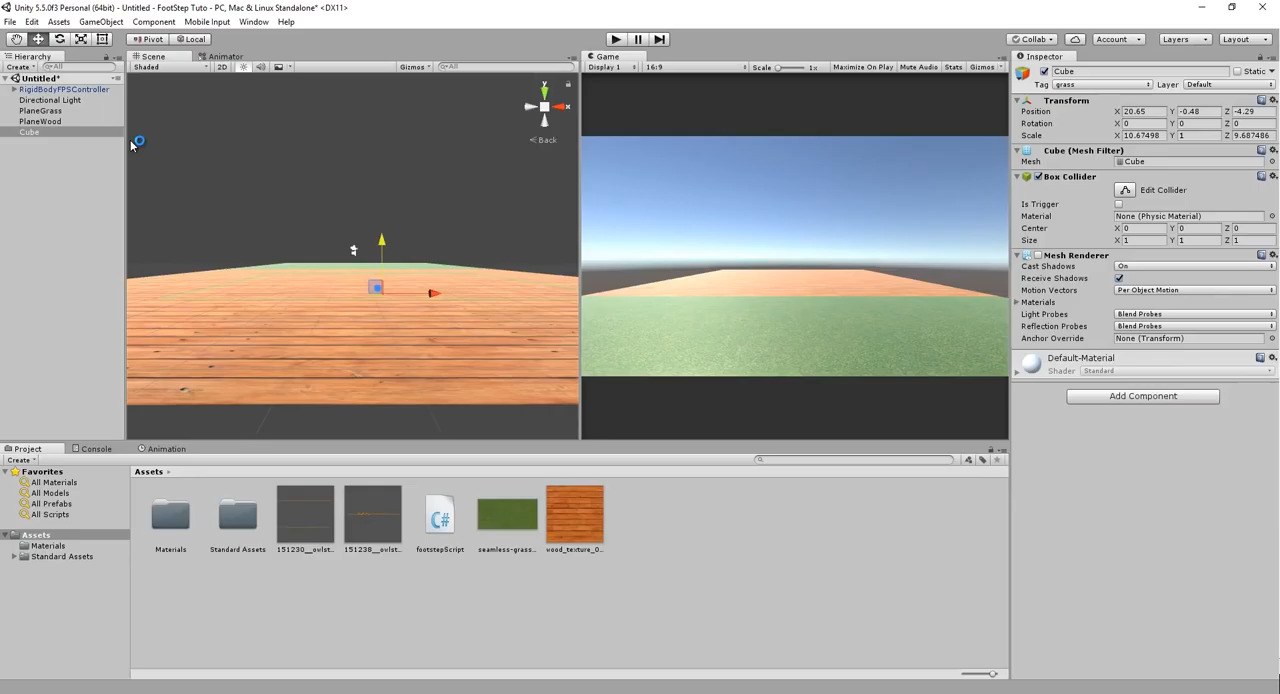 Unity 5.5.0f3 Personal (64bit) - Untitled - FootStep Tuto - PC, Mac & Linux Standalone* <DX11>
File Edit Assets GameObject Component Mobile Input Window Help
Pivot Local Collab Account Layers Layout
Hierarchy
Create All
Untitled*
RigidBodyFPSController
Directional Light
PlaneGrass
PlaneWood
Cube
Scene Animator
Shaded 2D Gizmos All
y
x
Back
Game
Display 1 16:9 Scale 1x Maximize On Play Mute Audio Stats Gizmos
Inspector
Cube Static
Tag grass Layer Default
Transform
Position X 20.65 Y -0.48 Z -4.29
Rotation X 0 Y 0 Z 0
Scale X 10.67498 Y 1 Z 9.687486
Cube (Mesh Filter)
Mesh Cube
Box Collider
Edit Collider
Is Trigger
Material None (Physic Material)
Center X 0 Y 0 Z 0
Size X 1 Y 1 Z 1
Mesh Renderer
Cast Shadows On
Receive Shadows
Motion Vectors Per Object Motion
Materials
Light Probes Blend Probes
Reflection Probes Blend Probes
Anchor Override None (Transform)
Default-Material
Shader Standard
Add Component
Project Console Animation
Create
Favorites
All Materials
All Models
All Prefabs
All Scripts
Assets
Materials
Standard Assets
Assets
Materials
Standard Assets
151230__owlst...
151238__owlst...
C#
footstepScript
seamless-grass...
wood_texture_0...